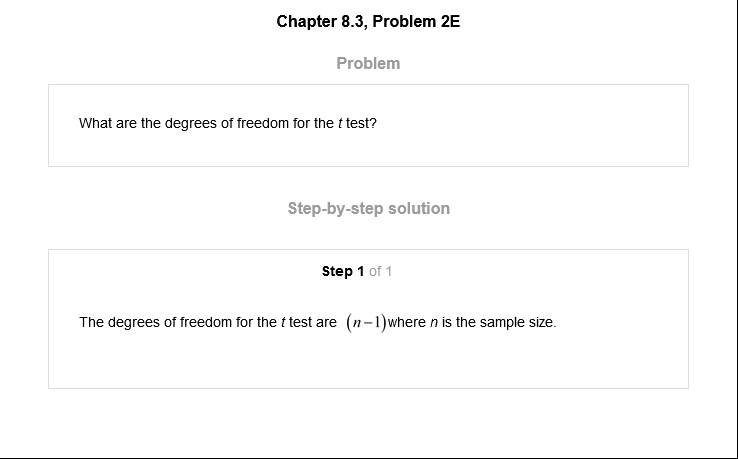 Chapter 8.3, Problem 2E
Problem
What are the degrees of freedom for the t test?
Step-by-step solution
Step 1 of 1
The degrees of freedom for the t test are (n−1)where n is the sample size.